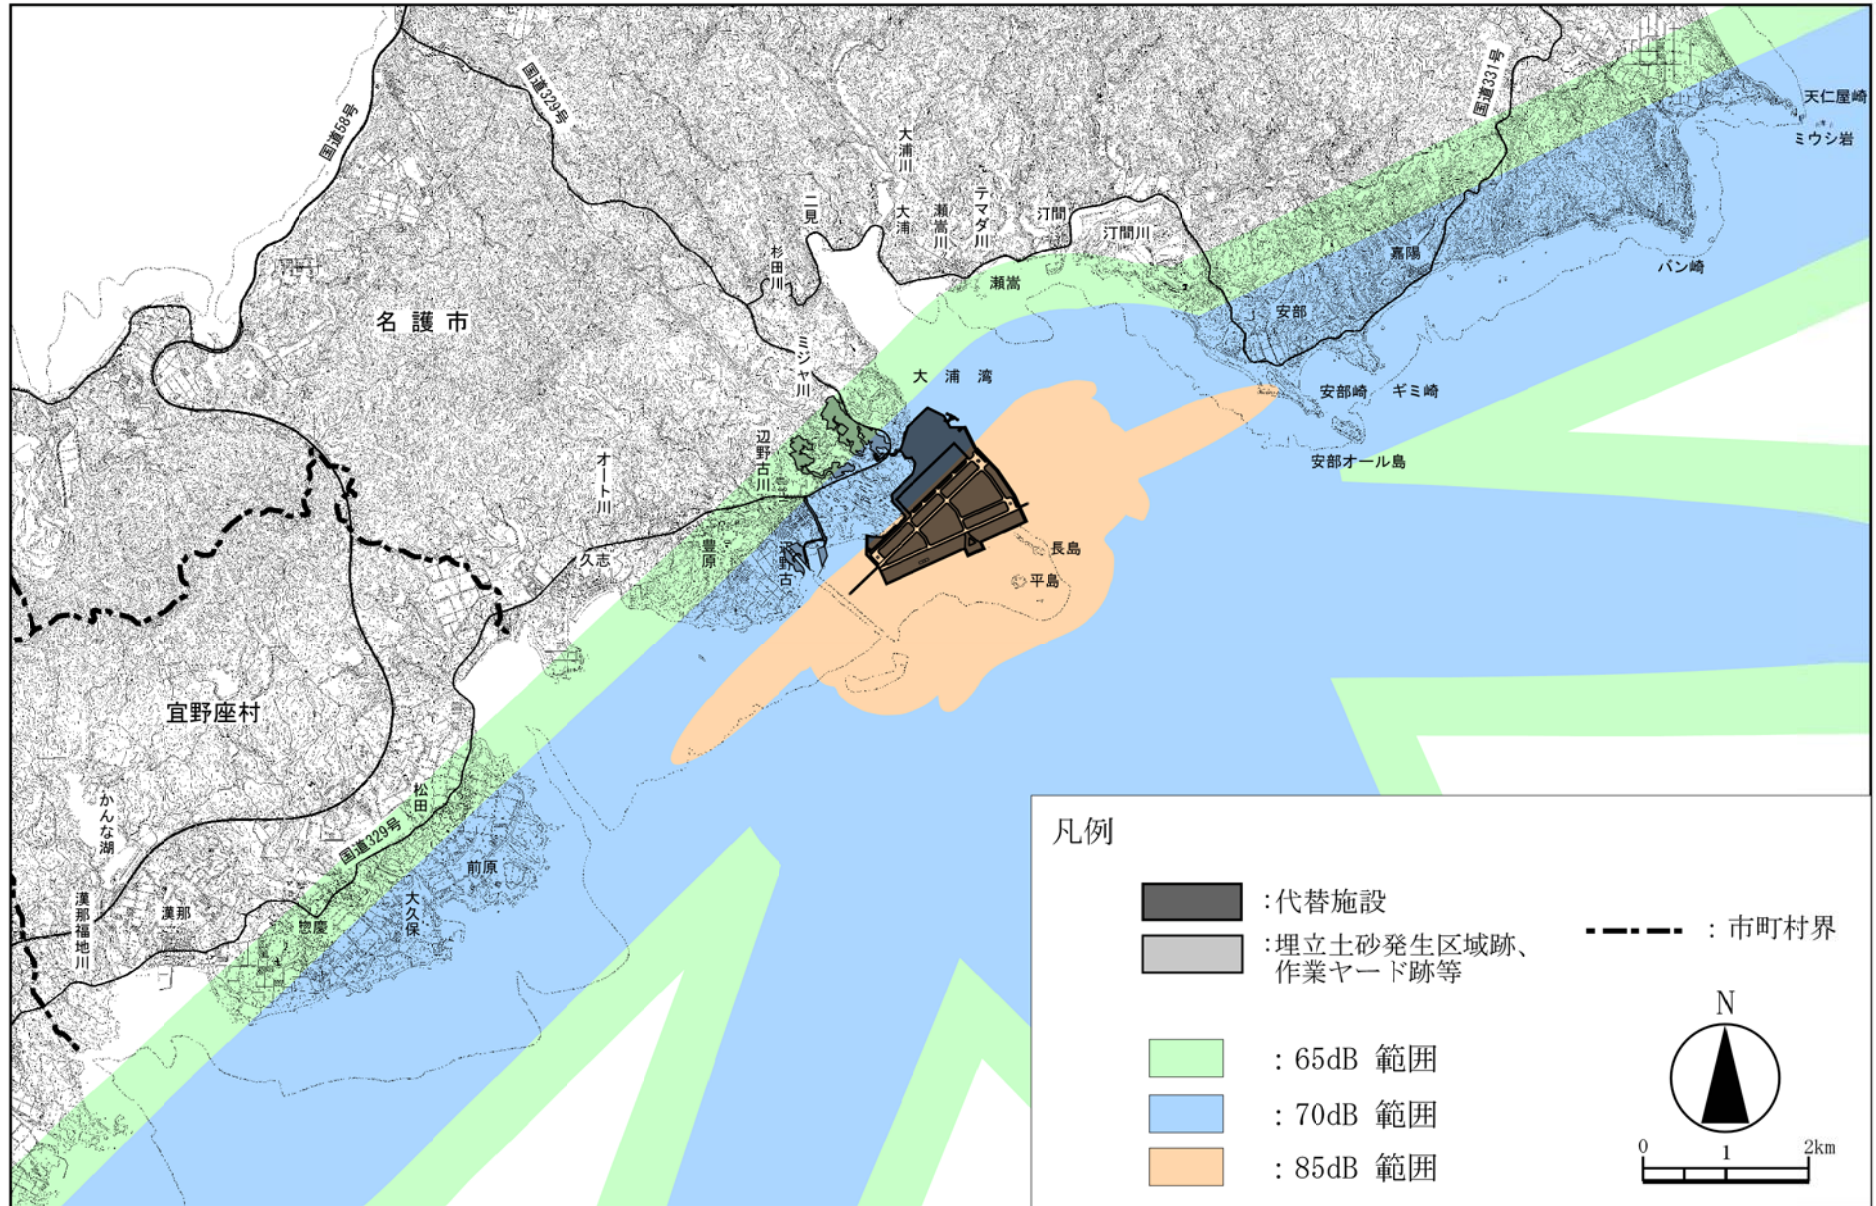 国道58号
国道329号
国道331号
天仁屋崎
ミウシ岩
大浦川
二見
大浦
瀬嵩川
テマダ川
汀間
汀間川
杉田川
瀬嵩
嘉陽
バン崎
名護市
安部
ミジャ川
大浦湾
安部崎
ギミ崎
辺野古川
オート川
安部オール島
豊原
辺野古
久志
長島
平島
宜野座村
かんな湖
松田
国道329号
前原
漢那福地川
漢那
大久保
惣慶
凡例
:代替施設
:埋立土砂発生区域跡、
作業ヤード跡等
:市町村界
:65dB 範囲
:70dB 範囲
:85dB 範囲
N
0 1 2km